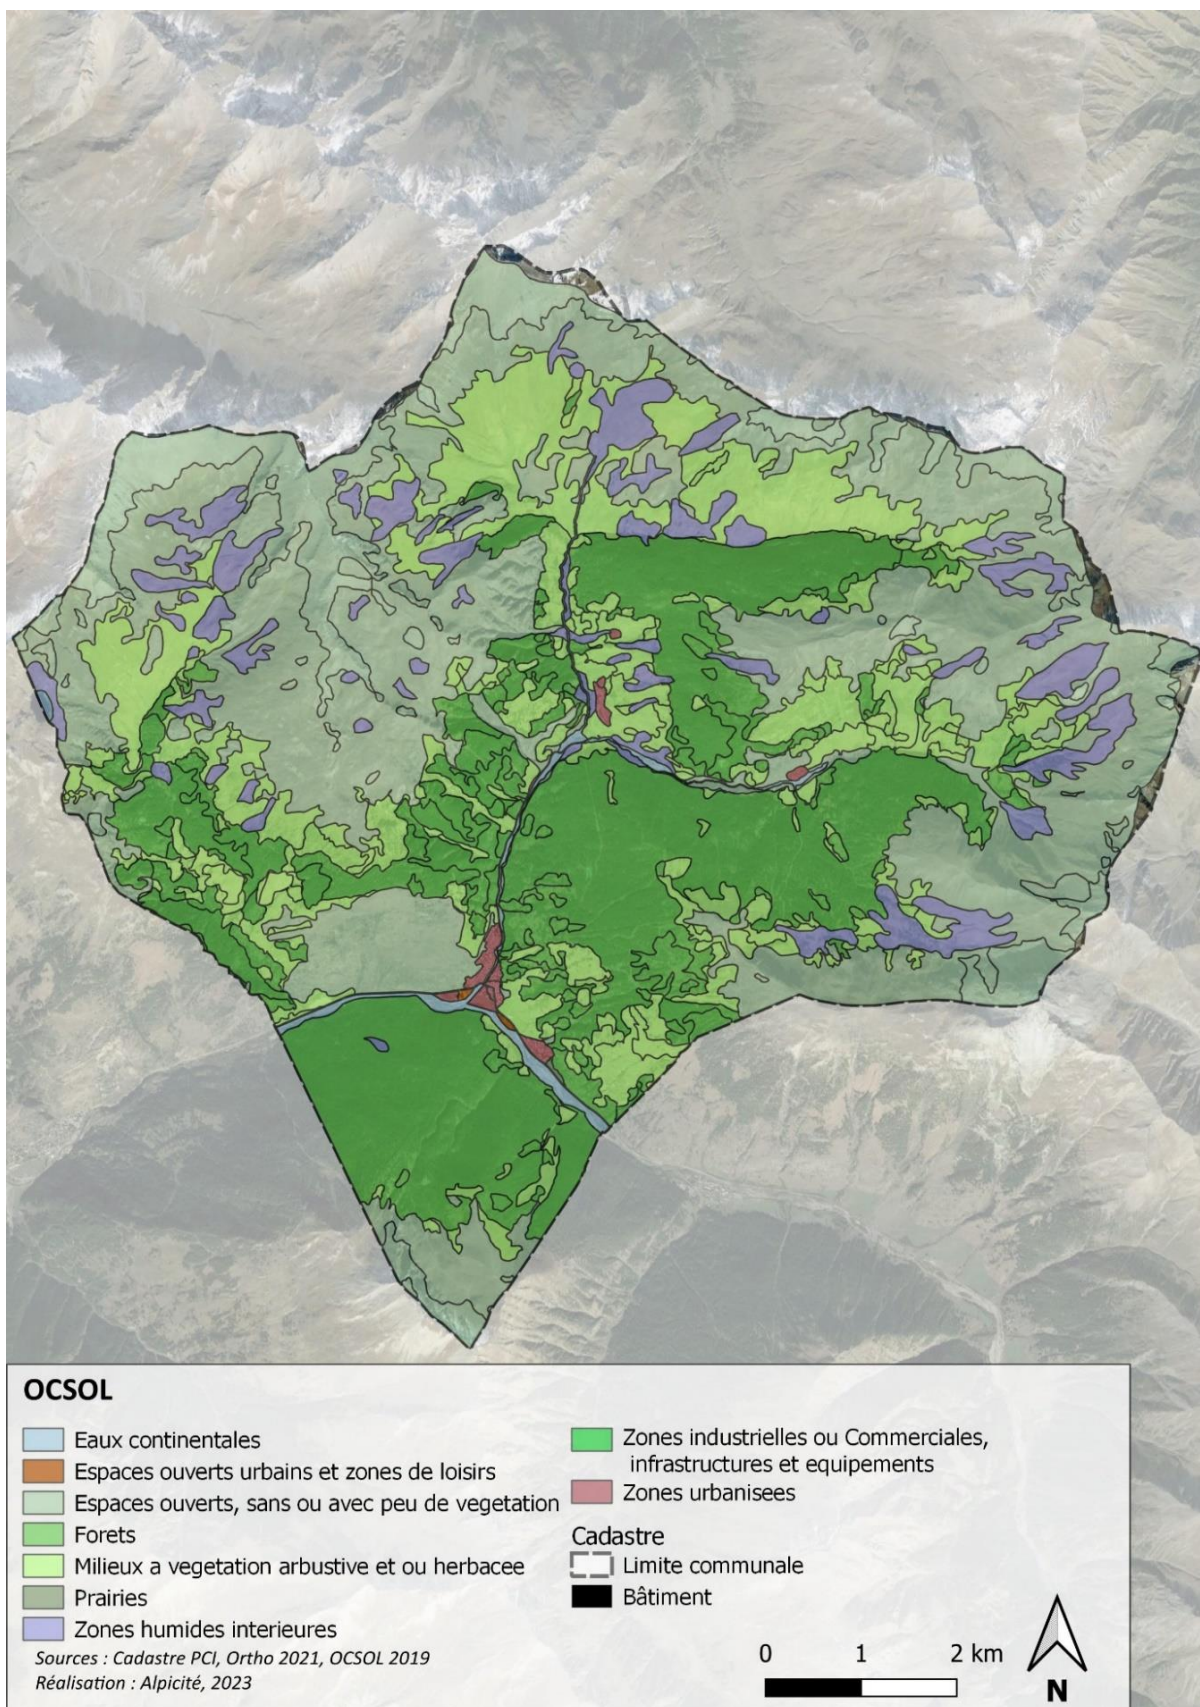 OCSOL
Eaux continentales
Espaces ouverts urbains et zones de loisirs
Espaces ouverts, sans ou avec peu de vegetation
Forets
Milieux a vegetation arbustive et ou herbacee
Prairies
Zones humides interieures
Zones industrielles ou Commerciales,
infrastructures et equipements
Zones urbanisees
Cadastre
Limite communale
Bâtiment
Sources : Cadastre PCI, Ortho 2021, OCSOL 2019
Réalisation : Alpicité, 2023
0 1 2 km
N